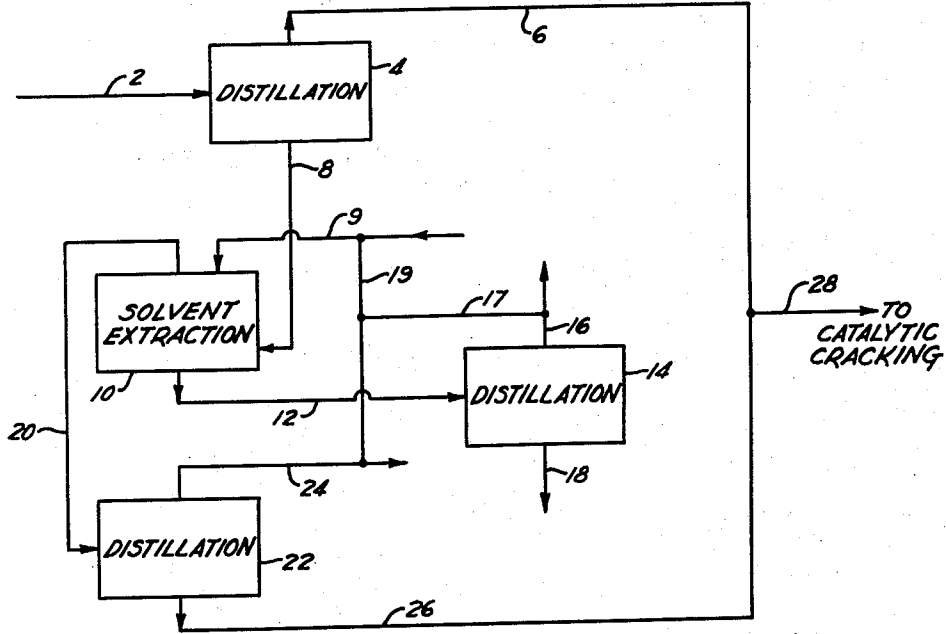 6
DISTILLATION
4
2
8
9
19
17
28
TO
CATALYTIC
CRACKING
SOLVENT
EXTRACTION
16
10
12
DISTILLATION
14
20
24
18
DISTILLATION
22
26